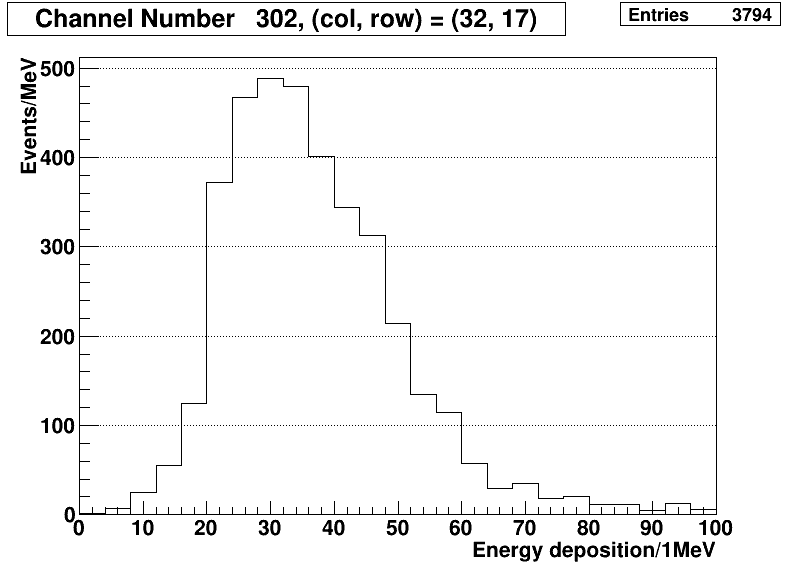 Channel Number 302, (col, row) = (32, 17)
Entries 3794
Events/MeV
500
400
300
200
100
0
0 10 20 30 40 50 60 70 80 90 100
Energy deposition/1MeV